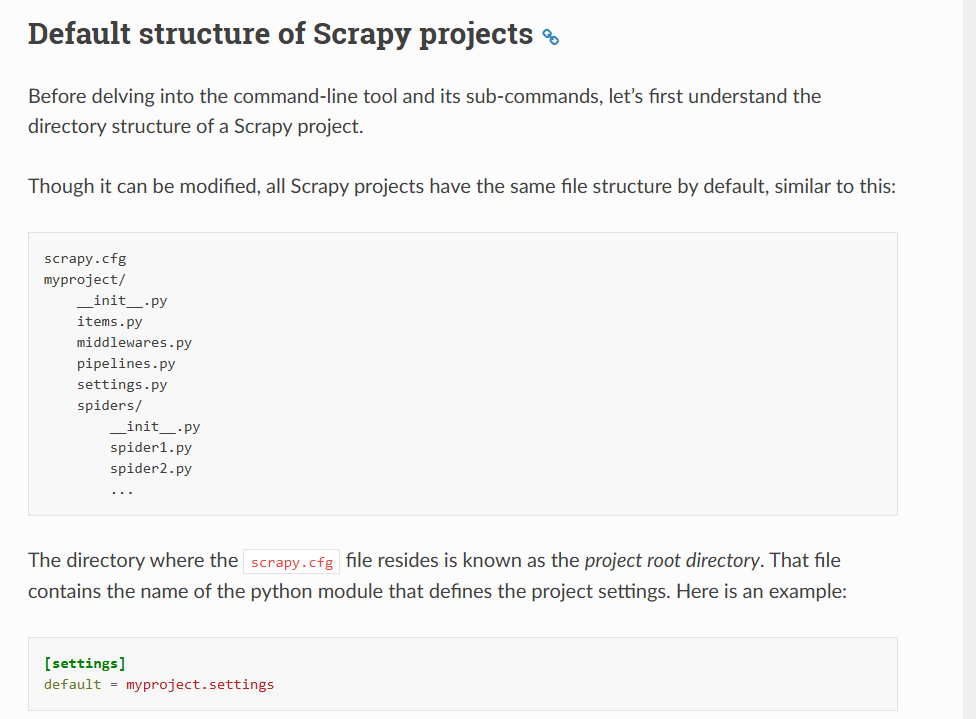 Default structure of Scrapy projects
Before delving into the command-line tool and its sub-commands, let’s first understand the
directory structure of a Scrapy project.
Though it can be modified, all Scrapy projects have the same file structure by default, similar to this:
scrapy.cfg
myproject/
    __init__.py
    items.py
    middlewares.py
    pipelines.py
    settings.py
    spiders/
        __init__.py
        spider1.py
        spider2.py
        ...
The directory where the scrapy.cfg file resides is known as the project root directory. That file
contains the name of the python module that defines the project settings. Here is an example:
[settings]
default = myproject.settings